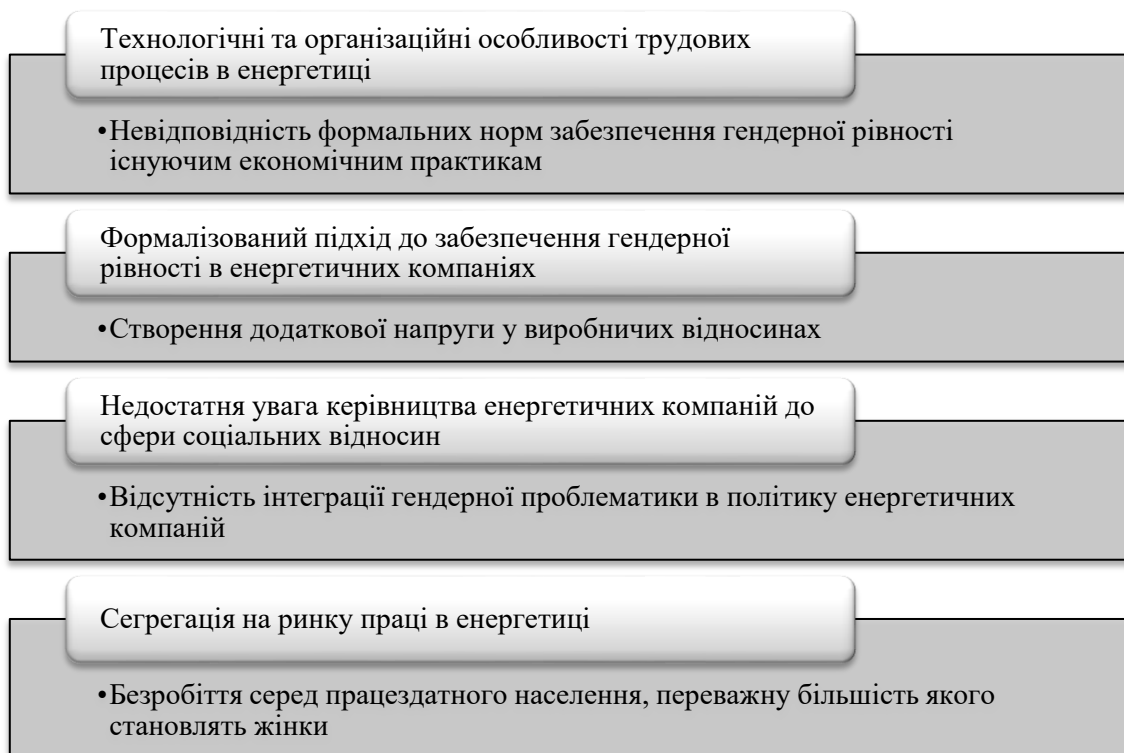 Технологічні та організаційні особливості трудових
процесів в енергетиці
•Невідповідність формальних норм забезпечення гендерної рівності
існуючим економічним практикам
Формалізований підхід до забезпечення гендерної
рівності в енергетичних компаніях
•Створення додаткової напруги у виробничих відносинах
Недостатня увага керівництва енергетичних компаній до
сфери соціальних відносин
•Відсутність інтеграції гендерної проблематики в політику енергетичних
компаній
Сегрегація на ринку праці в енергетиці
•Безробіття серед працездатного населення, переважну більшість якого
становлять жінки